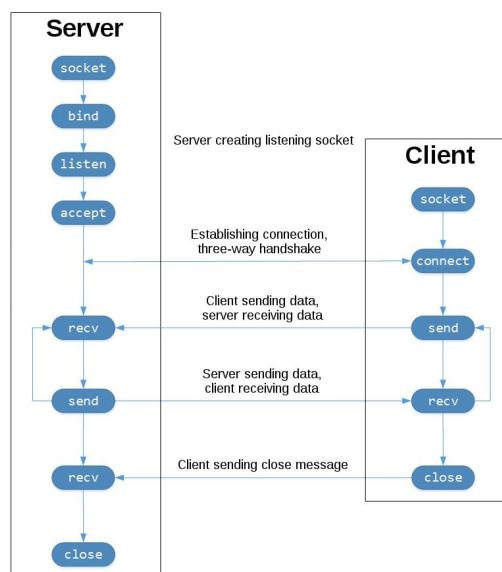 Server
socket
bind
listen
accept
recv
send
recv
close
Server creating listening socket
Establishing connection,
three-way handshake
Client sending data,
server receiving data
Server sending data,
client receiving data
Client sending close message
Client
socket
connect
send
recv
close